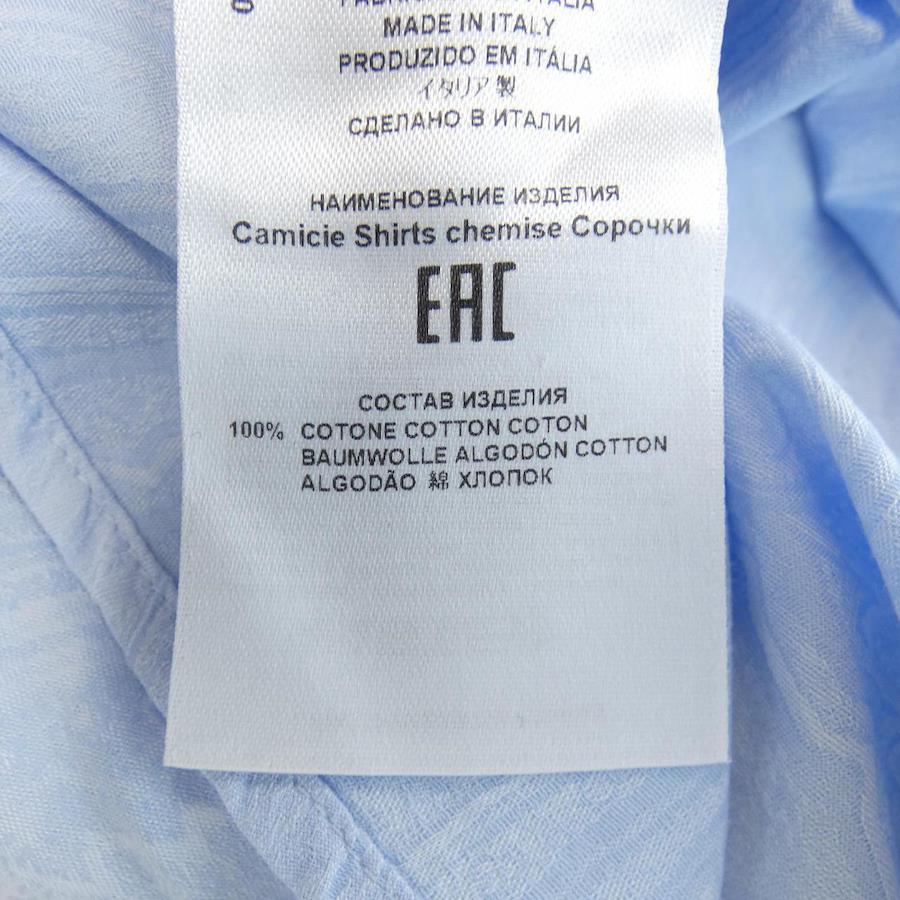 ITALIA
MADE IN ITALY
PRODUZIDO EM ITÁLIA
イタリア製
СДЕЛАНО В ИТАЛИИ
НАИМЕНОВАНИЕ ИЗДЕЛИЯ
Camicie Shirts chemise Сорочки
EAC
СОСТАВ ИЗДЕЛИЯ
100% COTONE COTTON COTON
BAUMWOLLE ALGODÓN COTTON
ALGODÃO 綿 ХЛОПОК